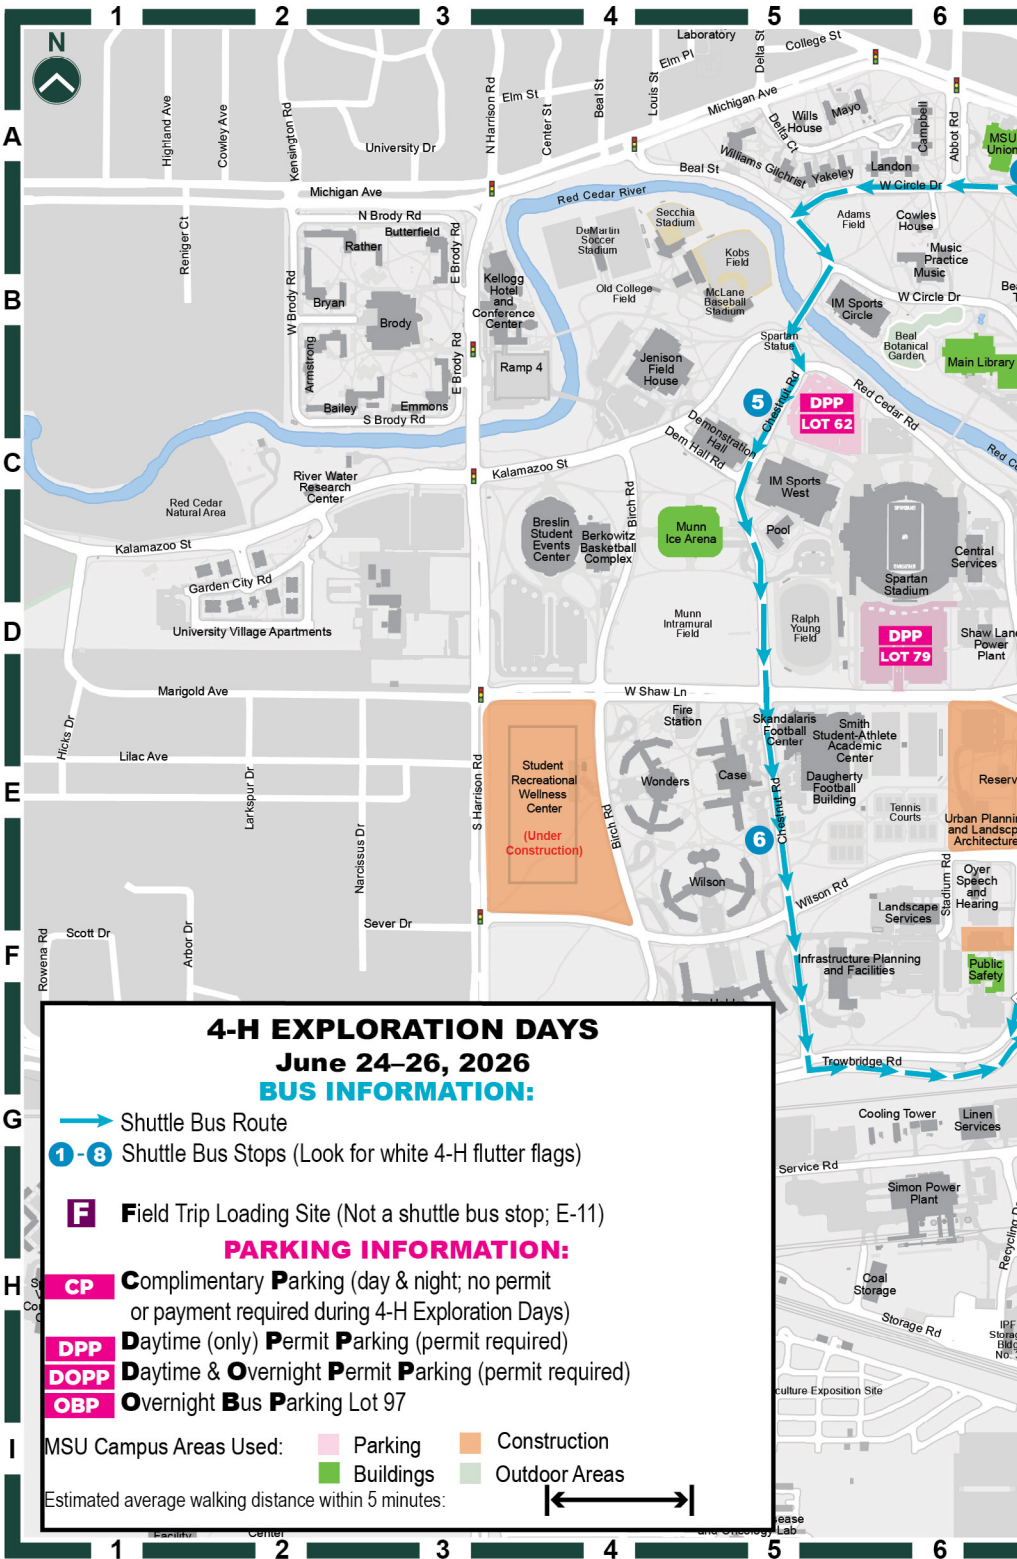 1 2 3 4 5 6
N
A
B
C
D
E
F
G
H
I
Laboratory
Delta St
College St
Elm Pl
Louis St
Beal St
Elm St
Center St
N Harrison Rd
Michigan Ave
Highland Ave
Cowley Ave
Kensington Rd
University Dr
Wills
House
Mayo
Delta Ct
Campbell
Abbot Rd
MSU
Union
Williams
Gilchrist
Yakeley
Landon
Beal St
W Circle Dr
Michigan Ave
Red Cedar River
N Brody Rd
Butterfield
Rather
E Brody Rd
Reniger Ct
Secchia
Stadium
DeMartin
Soccer
Stadium
Kobs
Field
Adams
Field
Cowles
House
Music
Practice
Music
W Brody Rd
Bryan
Brody
Kellogg
Hotel
and
Conference
Center
Old College
Field
McLane
Baseball
Stadium
IM Sports
Circle
W Circle Dr
Beal
Botanical
Garden
Main Library
Spartan
Statue
Armstrong
E Brody Rd
Ramp 4
Jenison
Field
House
Bailey
Emmons
S Brody Rd
5
Chestnut Rd
DPP
LOT 62
Red Cedar Rd
Demonstration
Hall
Dem Hall Rd
Kalamazoo St
River Water
Research
Center
Red Cedar
Natural Area
IM Sports
West
Birch Rd
Breslin
Student
Events
Center
Berkowitz
Basketball
Complex
Munn
Ice Arena
Pool
Spartan
Stadium
Central
Services
Kalamazoo St
Garden City Rd
University Village Apartments
Munn
Intramural
Field
Ralph
Young
Field
DPP
LOT 79
Shaw Lane
Power
Plant
Marigold Ave
W Shaw Ln
Hicks Dr
Lilac Ave
Larkspur Dr
Narcissus Dr
S Harrison Rd
Student
Recreational
Wellness
Center
(Under
Construction)
Birch Rd
Fire
Station
Skandalaris
Football
Center
Smith
Student-Athlete
Academic
Center
Wonders
Case
Daugherty
Football
Building
Chestnut Rd
Tennis
Courts
6
Wilson
Wilson Rd
Stadium Rd
Oyer
Speech
and
Hearing
Landscape
Services
Scott Dr
Rowena Rd
Arbor Dr
Sever Dr
Infrastructure Planning
and Facilities
Public
Safety
Trowbridge Rd
Cooling Tower
Linen
Services
Service Rd
Simon Power
Plant
Recycling Dr
Coal
Storage
Storage Rd
4-H EXPLORATION DAYS
June 24–26, 2026
BUS INFORMATION:
Shuttle Bus Route
1 - 8 Shuttle Bus Stops (Look for white 4-H flutter flags)
F Field Trip Loading Site (Not a shuttle bus stop; E-11)
PARKING INFORMATION:
CP Complimentary Parking (day & night; no permit
or payment required during 4-H Exploration Days)
DPP Daytime (only) Permit Parking (permit required)
DOPP Daytime & Overnight Permit Parking (permit required)
OBP Overnight Bus Parking Lot 97
MSU Campus Areas Used: Parking Construction
Buildings Outdoor Areas
Estimated average walking distance within 5 minutes:
culture Exposition Site
Facility
Center
1 2 3 4 5 6